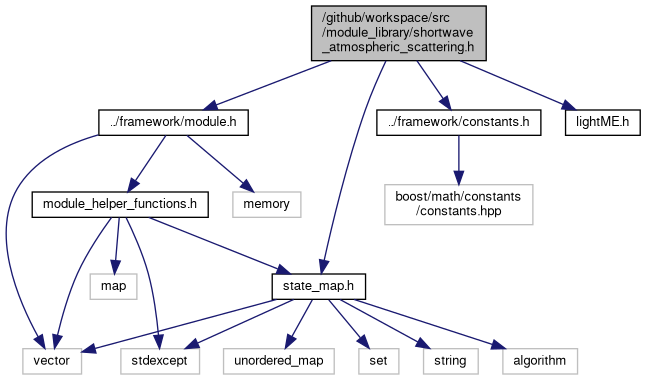 /github/workspace/src
/module_library/shortwave
_atmospheric_scattering.h
../framework/module.h
../framework/constants.h
lightME.h
module_helper_functions.h
memory
boost/math/constants
/constants.hpp
map
state_map.h
vector
stdexcept
unordered_map
set
string
algorithm